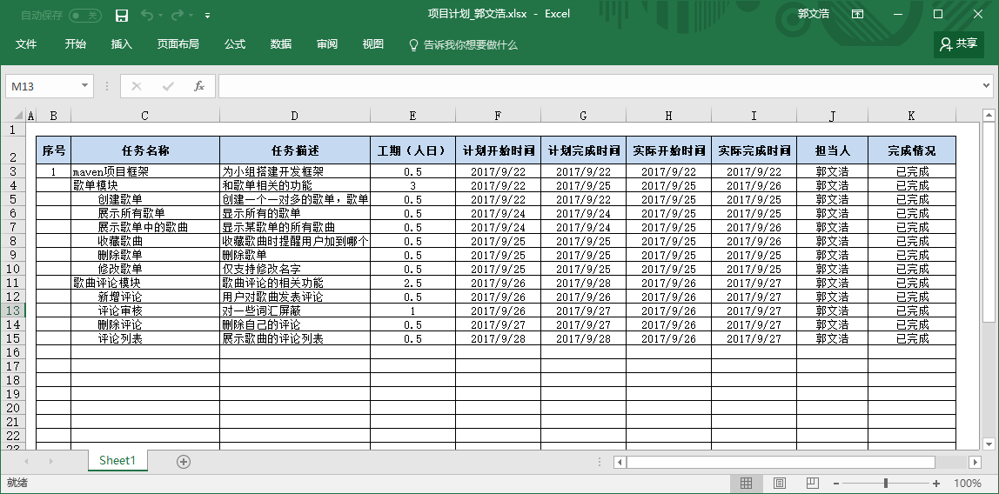 自动保存 关 项目计划_郭文浩.xlsx - Excel 郭文浩
文件 开始 插入 页面布局 公式 数据 审阅 视图 告诉我你想要做什么 共享
M13 fx
A B C D E F G H I J K
1
2 序号 任务名称 任务描述 工期（人日） 计划开始时间 计划完成时间 实际开始时间 实际完成时间 担当人 完成情况
3 1 maven项目框架 为小组搭建开发框架 0.5 2017/9/22 2017/9/22 2017/9/22 2017/9/22 郭文浩 已完成
4 歌单模块 和歌单相关的功能 3 2017/9/22 2017/9/25 2017/9/25 2017/9/26 郭文浩 已完成
5 创建歌单 创建一个一对多的歌单，歌单 0.5 2017/9/22 2017/9/22 2017/9/25 2017/9/25 郭文浩 已完成
6 展示所有歌单 显示所有的歌单 0.5 2017/9/24 2017/9/24 2017/9/25 2017/9/25 郭文浩 已完成
7 展示歌单中的歌曲 显示某歌单的所有歌曲 0.5 2017/9/24 2017/9/24 2017/9/25 2017/9/26 郭文浩 已完成
8 收藏歌曲 收藏歌曲时提醒用户加到哪个 0.5 2017/9/25 2017/9/25 2017/9/25 2017/9/26 郭文浩 已完成
9 删除歌单 删除歌单 0.5 2017/9/25 2017/9/25 2017/9/25 2017/9/25 郭文浩 已完成
10 修改歌单 仅支持修改名字 0.5 2017/9/25 2017/9/25 2017/9/25 2017/9/25 郭文浩 已完成
11 歌曲评论模块 歌曲评论的相关功能 2.5 2017/9/26 2017/9/28 2017/9/26 2017/9/27 郭文浩 已完成
12 新增评论 用户对歌曲发表评论 0.5 2017/9/26 2017/9/26 2017/9/26 2017/9/27 郭文浩 已完成
13 评论审核 对一些词汇屏蔽 1 2017/9/26 2017/9/27 2017/9/26 2017/9/27 郭文浩 已完成
14 删除评论 删除自己的评论 0.5 2017/9/27 2017/9/27 2017/9/26 2017/9/27 郭文浩 已完成
15 评论列表 展示歌曲的评论列表 0.5 2017/9/28 2017/9/28 2017/9/26 2017/9/27 郭文浩 已完成
16
17
18
19
20
21
22
23
Sheet1
就绪 100%